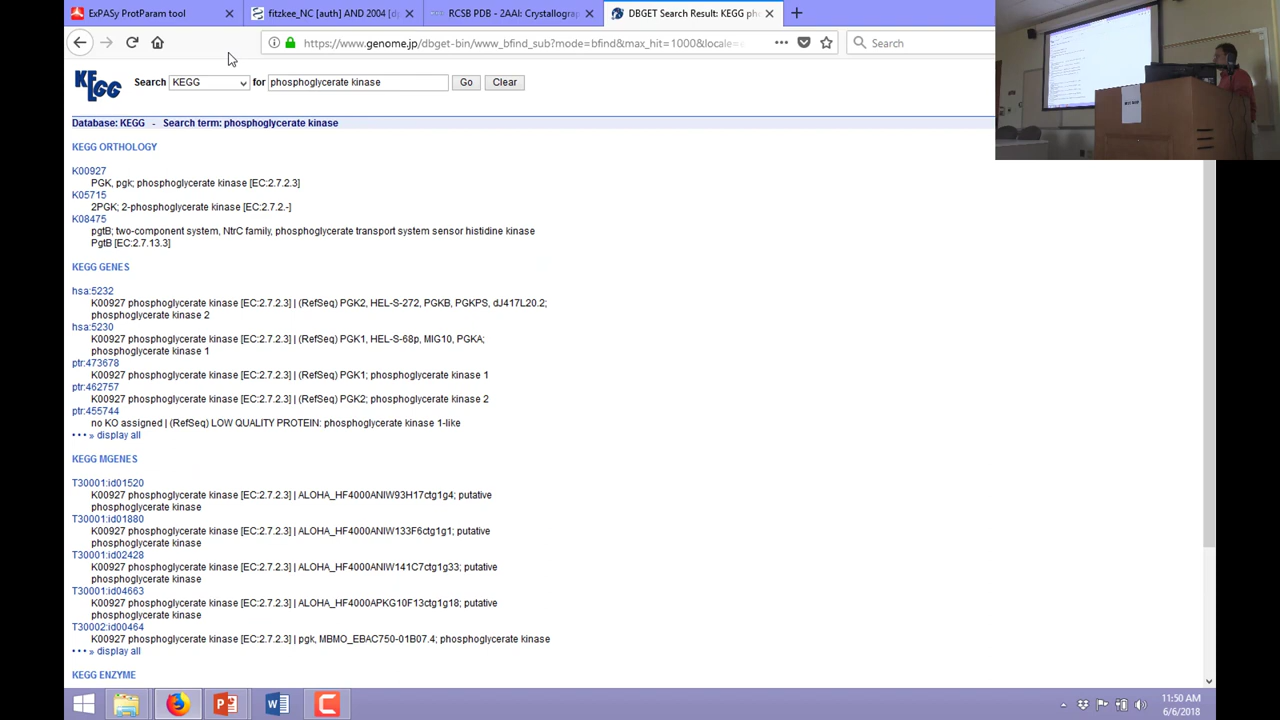 ExPASy ProtParam tool
fitzkee_NC [auth] AND 2004 [d
RCSB PDB - 2AAI: Crystallogra
DBGET Search Result: KEGG pho
https://www.genome.jp/dbget-bin/www_bfind_sub?mode=bfind&max_hit=1000&locale=
Search
KEGG
Search KEGG for phosphoglycerate kinase Go Clear
Database: KEGG - Search term: phosphoglycerate kinase
KEGG ORTHOLOGY
K00927
PGK, pgk; phosphoglycerate kinase [EC:2.7.2.3]
K05715
2PGK; 2-phosphoglycerate kinase [EC:2.7.2.-]
K08475
pgtB; two-component system, NtrC family, phosphoglycerate transport system sensor histidine kinase
PgtB [EC:2.7.13.3]
KEGG GENES
hsa:5232
K00927 phosphoglycerate kinase [EC:2.7.2.3] | (RefSeq) PGK2, HEL-S-272, PGKB, PGKPS, dJ417L20.2;
phosphoglycerate kinase 2
hsa:5230
K00927 phosphoglycerate kinase [EC:2.7.2.3] | (RefSeq) PGK1, HEL-S-68p, MIG10, PGKA;
phosphoglycerate kinase 1
ptr:473678
K00927 phosphoglycerate kinase [EC:2.7.2.3] | (RefSeq) PGK1; phosphoglycerate kinase 1
ptr:462757
K00927 phosphoglycerate kinase [EC:2.7.2.3] | (RefSeq) PGK2; phosphoglycerate kinase 2
ptr:455744
no KO assigned | (RefSeq) LOW QUALITY PROTEIN: phosphoglycerate kinase 1-like
• • • » display all
KEGG MGENES
T30001:id01520
K00927 phosphoglycerate kinase [EC:2.7.2.3] | ALOHA_HF4000ANIW93H17ctg1g4; putative
phosphoglycerate kinase
T30001:id01880
K00927 phosphoglycerate kinase [EC:2.7.2.3] | ALOHA_HF4000ANIW133F6ctg1g1; putative
phosphoglycerate kinase
T30001:id02428
K00927 phosphoglycerate kinase [EC:2.7.2.3] | ALOHA_HF4000ANIW141C7ctg1g33; putative
phosphoglycerate kinase
T30001:id04663
K00927 phosphoglycerate kinase [EC:2.7.2.3] | ALOHA_HF4000APKG10F13ctg1g18; putative
phosphoglycerate kinase
T30002:id00464
K00927 phosphoglycerate kinase [EC:2.7.2.3] | pgk, MBMO_EBAC750-01B07.4; phosphoglycerate kinase
• • • » display all
KEGG ENZYME
11:50 AM
6/6/2018